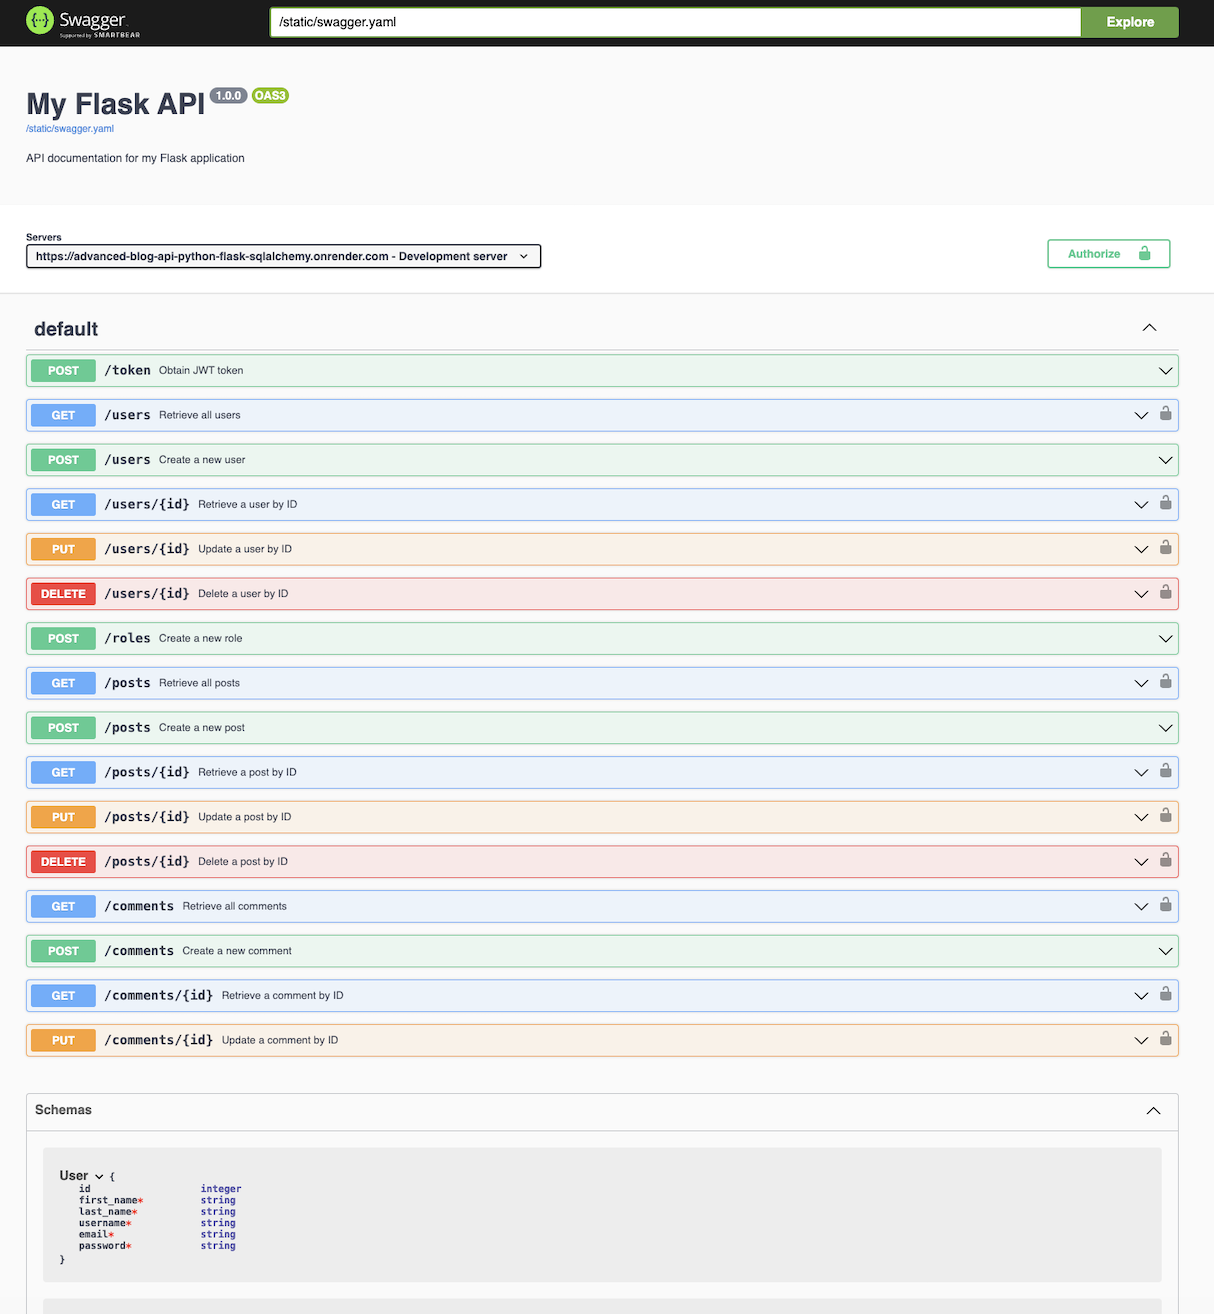 Swagger
Supported by SMARTBEAR
/static/swagger.yaml
Explore
My Flask API 1.0.0 OAS3
/static/swagger.yaml
API documentation for my Flask application
Servers
https://advanced-blog-api-python-flask-sqlalchemy.onrender.com - Development server
Authorize
default
POST /token Obtain JWT token
GET /users Retrieve all users
POST /users Create a new user
GET /users/{id} Retrieve a user by ID
PUT /users/{id} Update a user by ID
DELETE /users/{id} Delete a user by ID
POST /roles Create a new role
GET /posts Retrieve all posts
POST /posts Create a new post
GET /posts/{id} Retrieve a post by ID
PUT /posts/{id} Update a post by ID
DELETE /posts/{id} Delete a post by ID
GET /comments Retrieve all comments
POST /comments Create a new comment
GET /comments/{id} Retrieve a comment by ID
PUT /comments/{id} Update a comment by ID
Schemas
User {
id integer
first_name* string
last_name* string
username* string
email* string
password* string
}